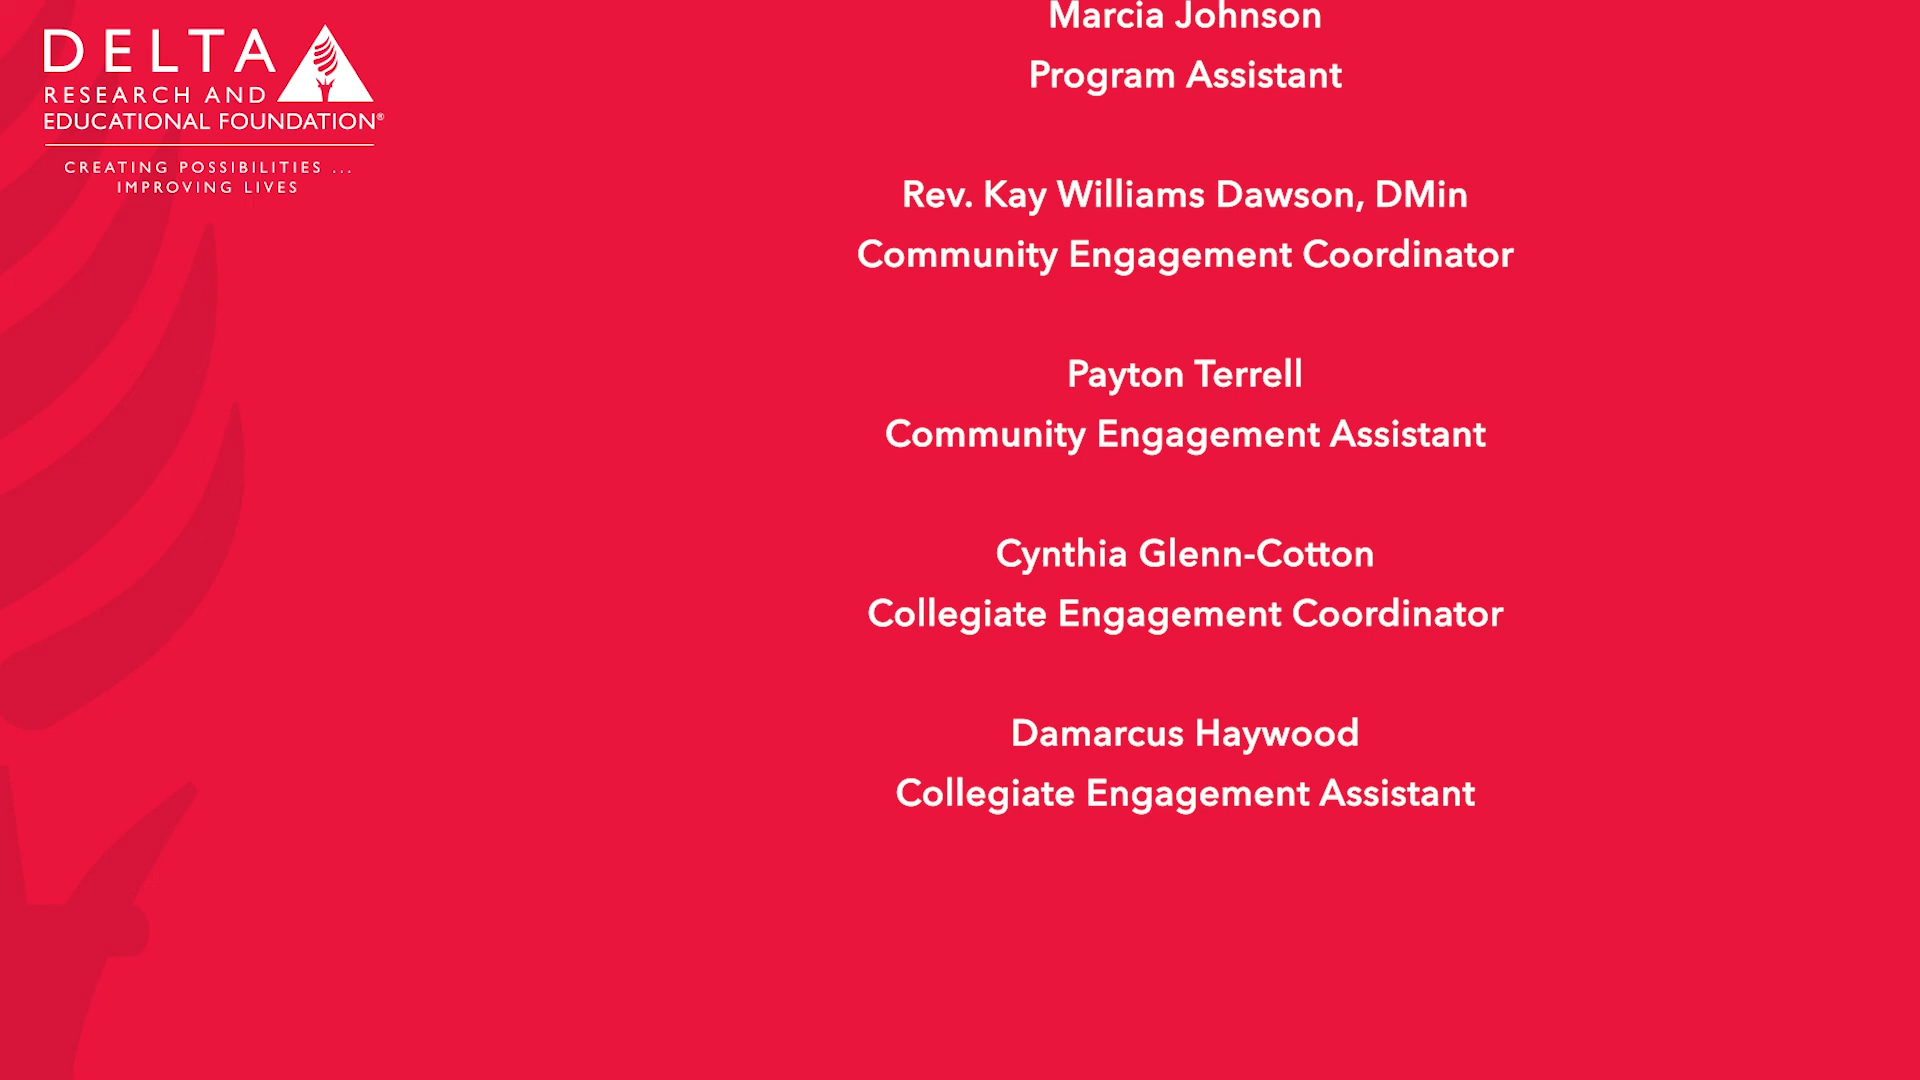 DELTA
RESEARCH AND
EDUCATIONAL FOUNDATION®
CREATING POSSIBILITIES ...
IMPROVING LIVES
Marcia Johnson
Program Assistant
Rev. Kay Williams Dawson, DMin
Community Engagement Coordinator
Payton Terrell
Community Engagement Assistant
Cynthia Glenn-Cotton
Collegiate Engagement Coordinator
Damarcus Haywood
Collegiate Engagement Assistant